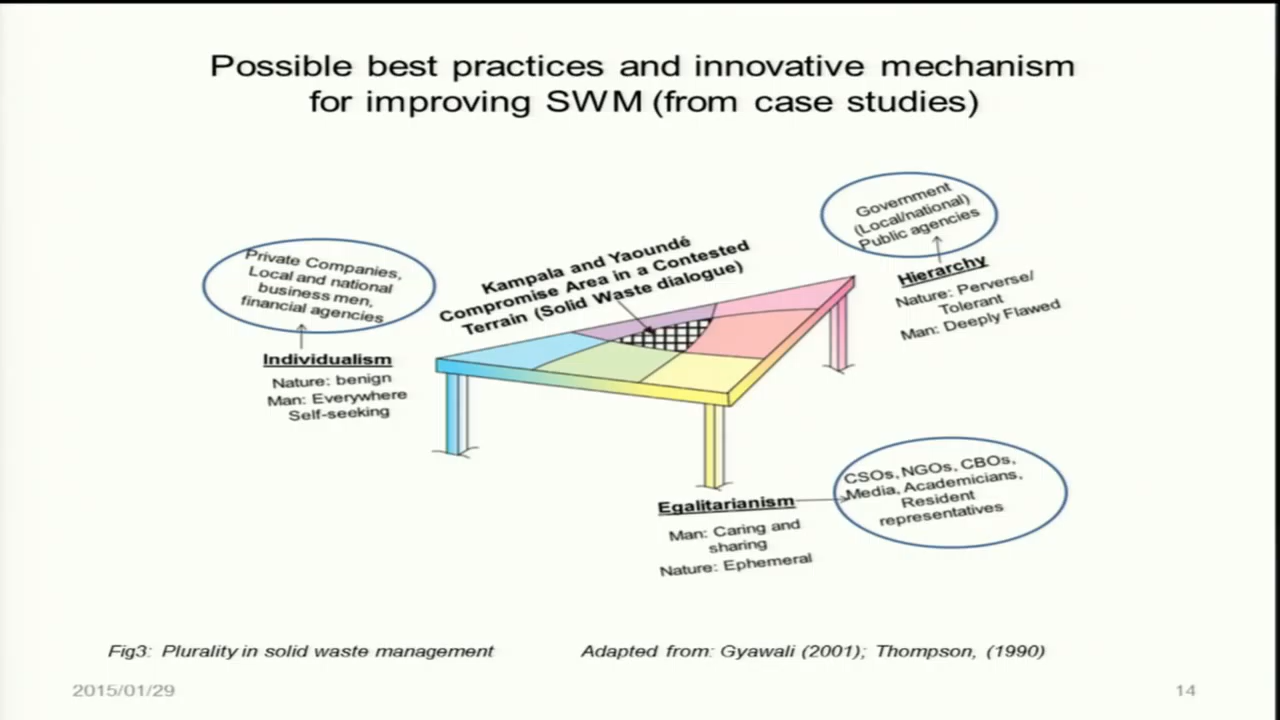 Possible best practices and innovative mechanism
for improving SWM (from case studies)
Government
(Local/national)
Public agencies
Hierarchy
Nature: Perverse/
Tolerant
Man: Deeply Flawed
Kampala and Yaoundé
Compromise Area in a Contested
Terrain (Solid Waste dialogue)
Private Companies,
Local and national
business men,
financial agencies
Individualism
Nature: benign
Man: Everywhere
Self-seeking
CSOs, NGOs, CBOs,
Media, Academicians,
Resident
representatives
Egalitarianism
Man: Caring and
sharing
Nature: Ephemeral
Fig3: Plurality in solid waste management
Adapted from: Gyawali (2001); Thompson, (1990)
2015/01/29
14